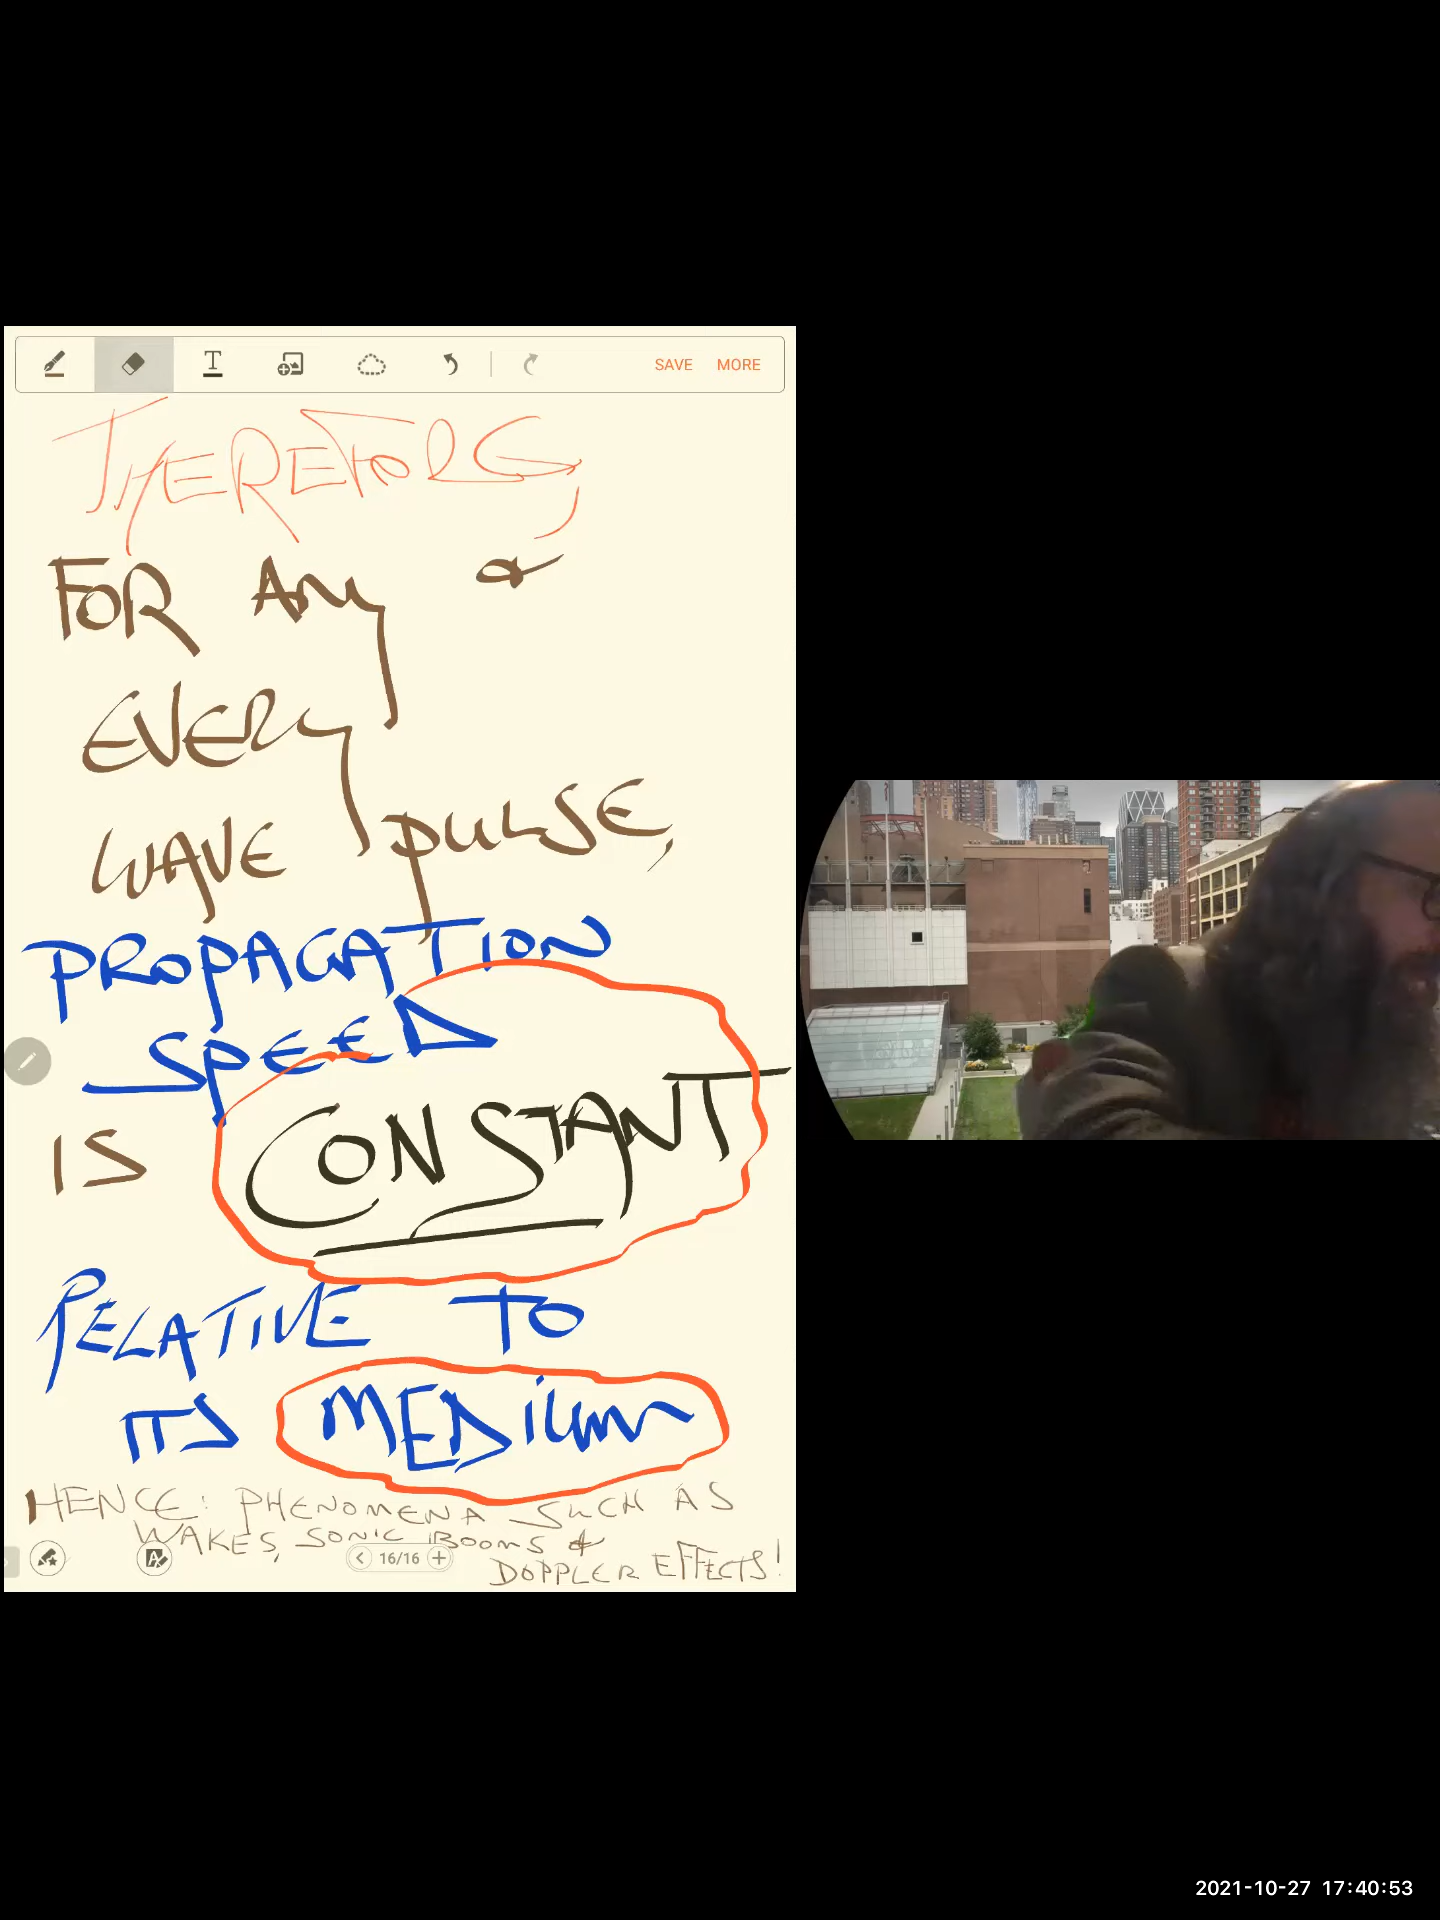 SAVE MORE
THEREFORE,
FOR ANY &
EVERY
WAVE PULSE,
PROPAGATION
SPEED
IS CONSTANT
RELATIVE TO
ITS MEDIUM
HENCE: PHENOMENA SUCH AS
WAKES, SONIC BOOMS &
16/16
DOPPLER EFFECTS!
2021-10-27 17:40:53